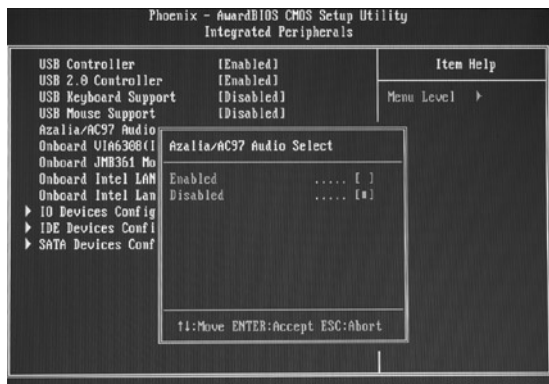 Phoenix - AwardBIOS CMOS Setup Utility
Integrated Peripherals
USB Controller [Enabled]
USB 2.0 Controller [Enabled]
USB Keyboard Support [Disabled]
USB Mouse Support [Disabled]
Azalia/AC97 Audio
Onboard VIA6308(I
Onboard JMB361 Mo
Onboard Intel LAN
Onboard Intel Lan
IO Devices Config
IDE Devices Confi
SATA Devices Conf
Item Help
Menu Level
Azalia/AC97 Audio Select
Enabled ..... [ ]
Disabled ..... [■]
↑↓:Move ENTER:Accept ESC:Abort